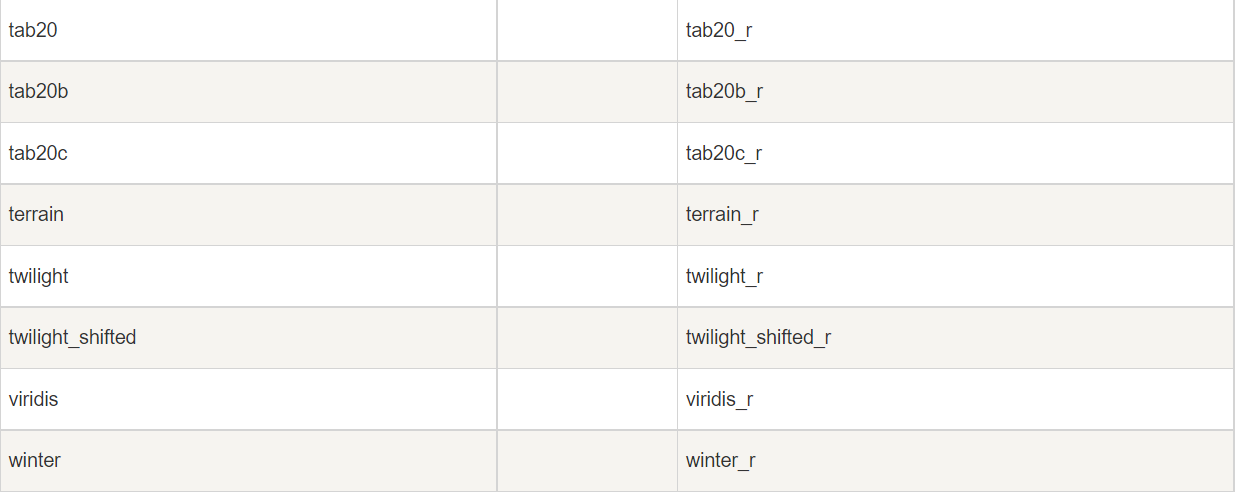 tab20 tab20_r
tab20b tab20b_r
tab20c tab20c_r
terrain terrain_r
twilight twilight_r
twilight_shifted twilight_shifted_r
viridis viridis_r
winter winter_r